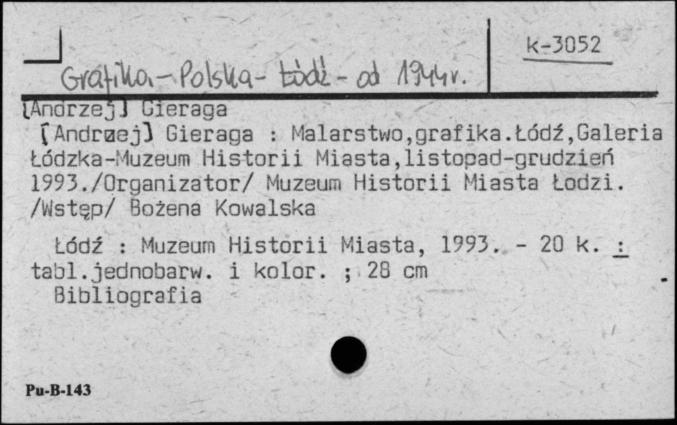 k-3052
Grafika - Polska - Łódź - od 1944r.
[Andrzej] Gieraga
[Andrzej] Gieraga : Malarstwo,grafika.Łódź,Galeria
Łódzka-Muzeum Historii Miasta,listopad-grudzień
1993./Organizator/ Muzeum Historii Miasta Łodzi.
/Wstęp/ Bożena Kowalska
Łódź : Muzeum Historii Miasta, 1993. - 20 k. :
tabl.jednobarw. i kolor. ; 28 cm
Bibliografia
Pu-B-143